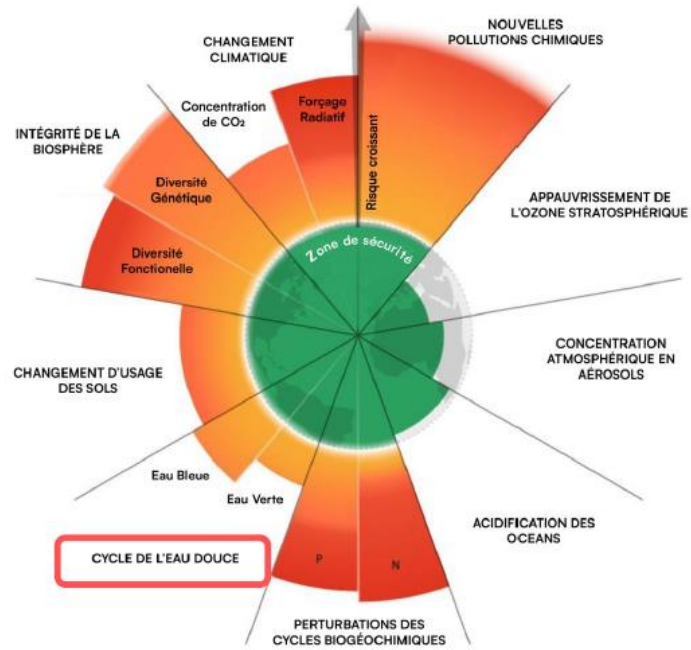 NOUVELLES
POLLUTIONS CHIMIQUES
CHANGEMENT
CLIMATIQUE
Concentration
de CO₂
Forçage
Radiatif
Risque croissant
INTÉGRITÉ DE LA
BIOSPHÈRE
Diversité
Génétique
APPAUVRISSEMENT DE
L'OZONE STRATOSPHÉRIQUE
Diversité
Fonctionelle
Zone de sécurité
CONCENTRATION
ATMOSPHÉRIQUE EN
AÉROSOLS
CHANGEMENT D'USAGE
DES SOLS
Eau Bleue
Eau Verte
ACIDIFICATION DES
OCEANS
CYCLE DE L'EAU DOUCE
P
N
PERTURBATIONS DES
CYCLES BIOGÉOCHIMIQUES